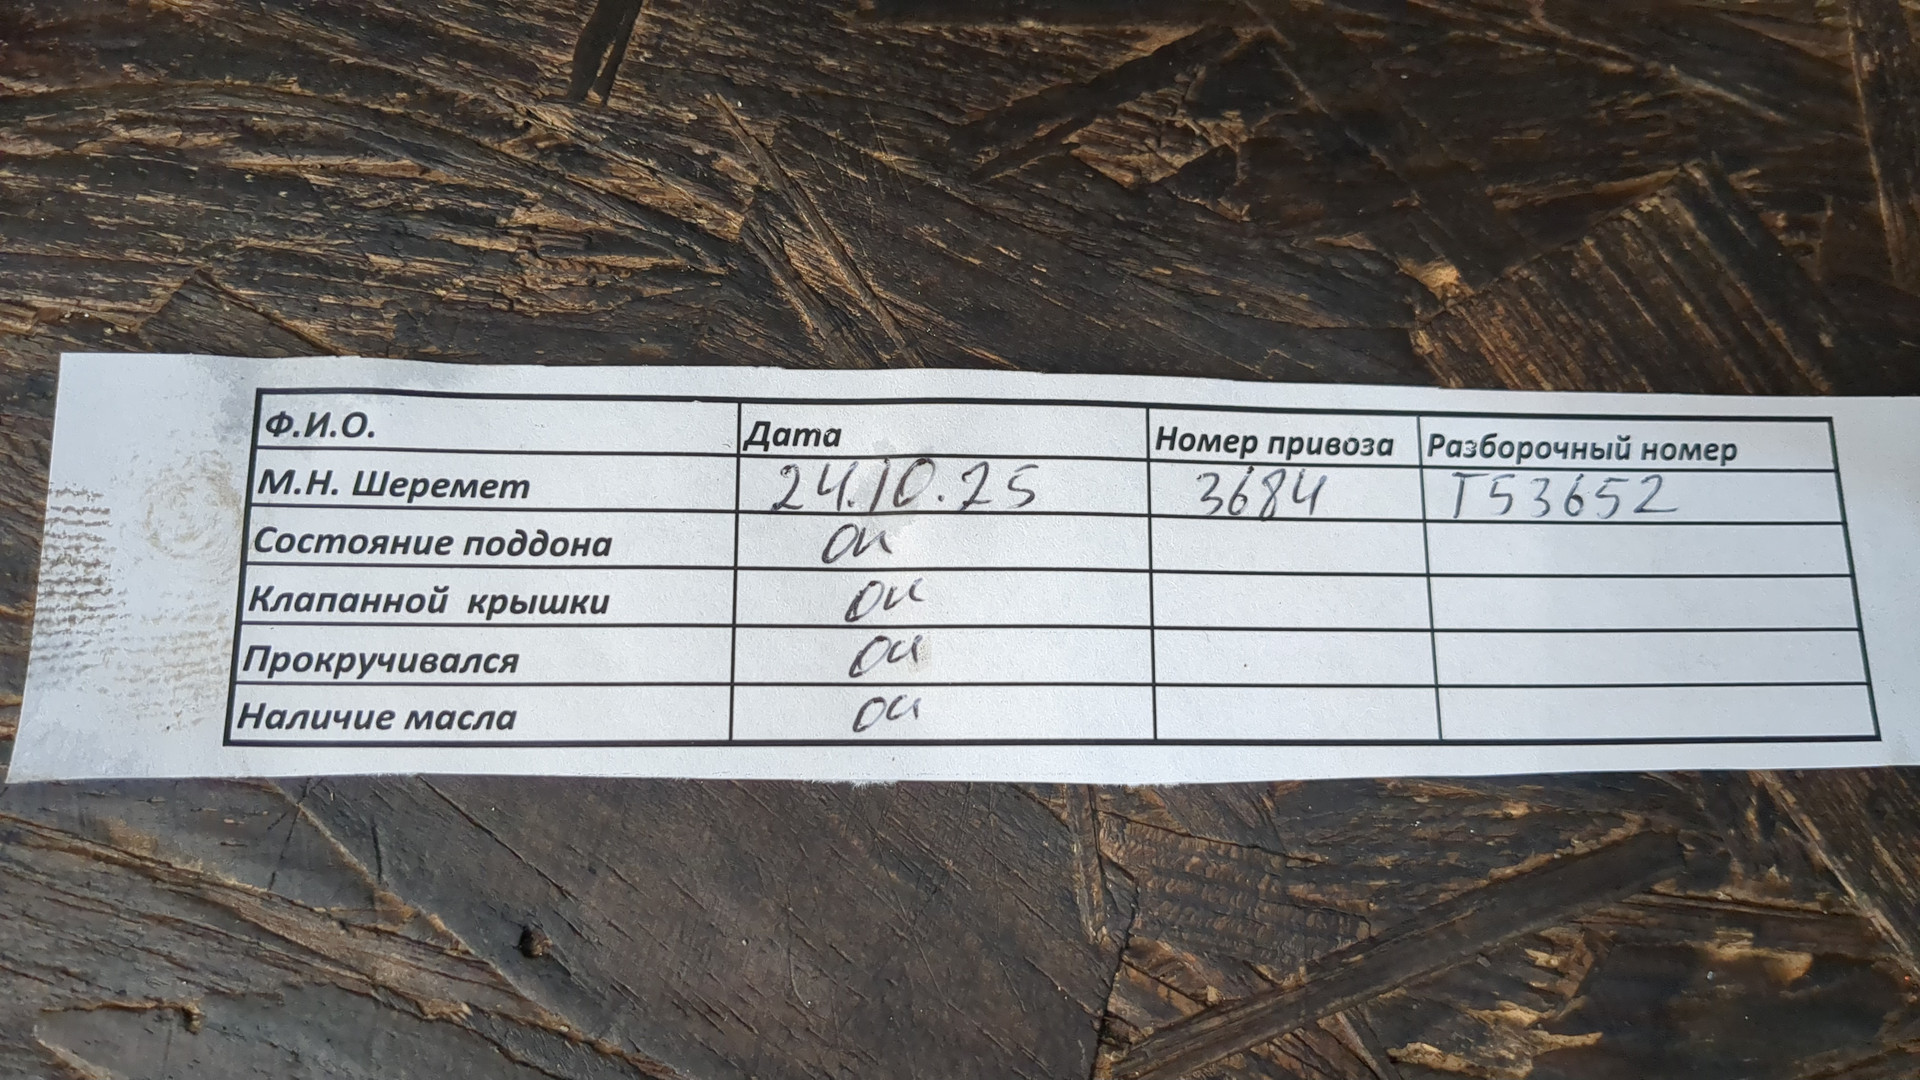 Ф.И.О. Дата Номер привоза Разборочный номер
М.Н. Шеремет 24.10.25 3684 T53652
Состояние поддона ок
Клапанной крышки ок
Прокручивался ок
Наличие масла ок